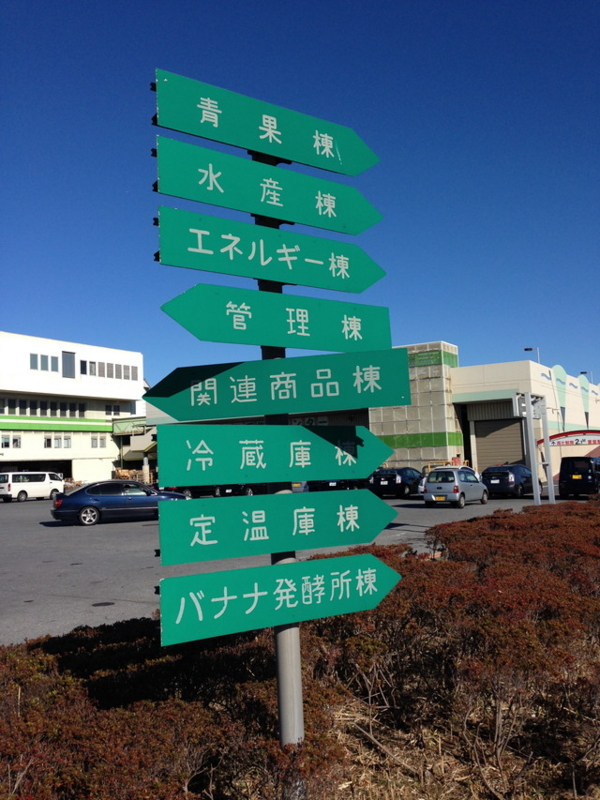 青果棟
水産棟
エネルギー棟
管理棟
関連商品棟
冷蔵庫棟
定温庫棟
バナナ発酵所棟